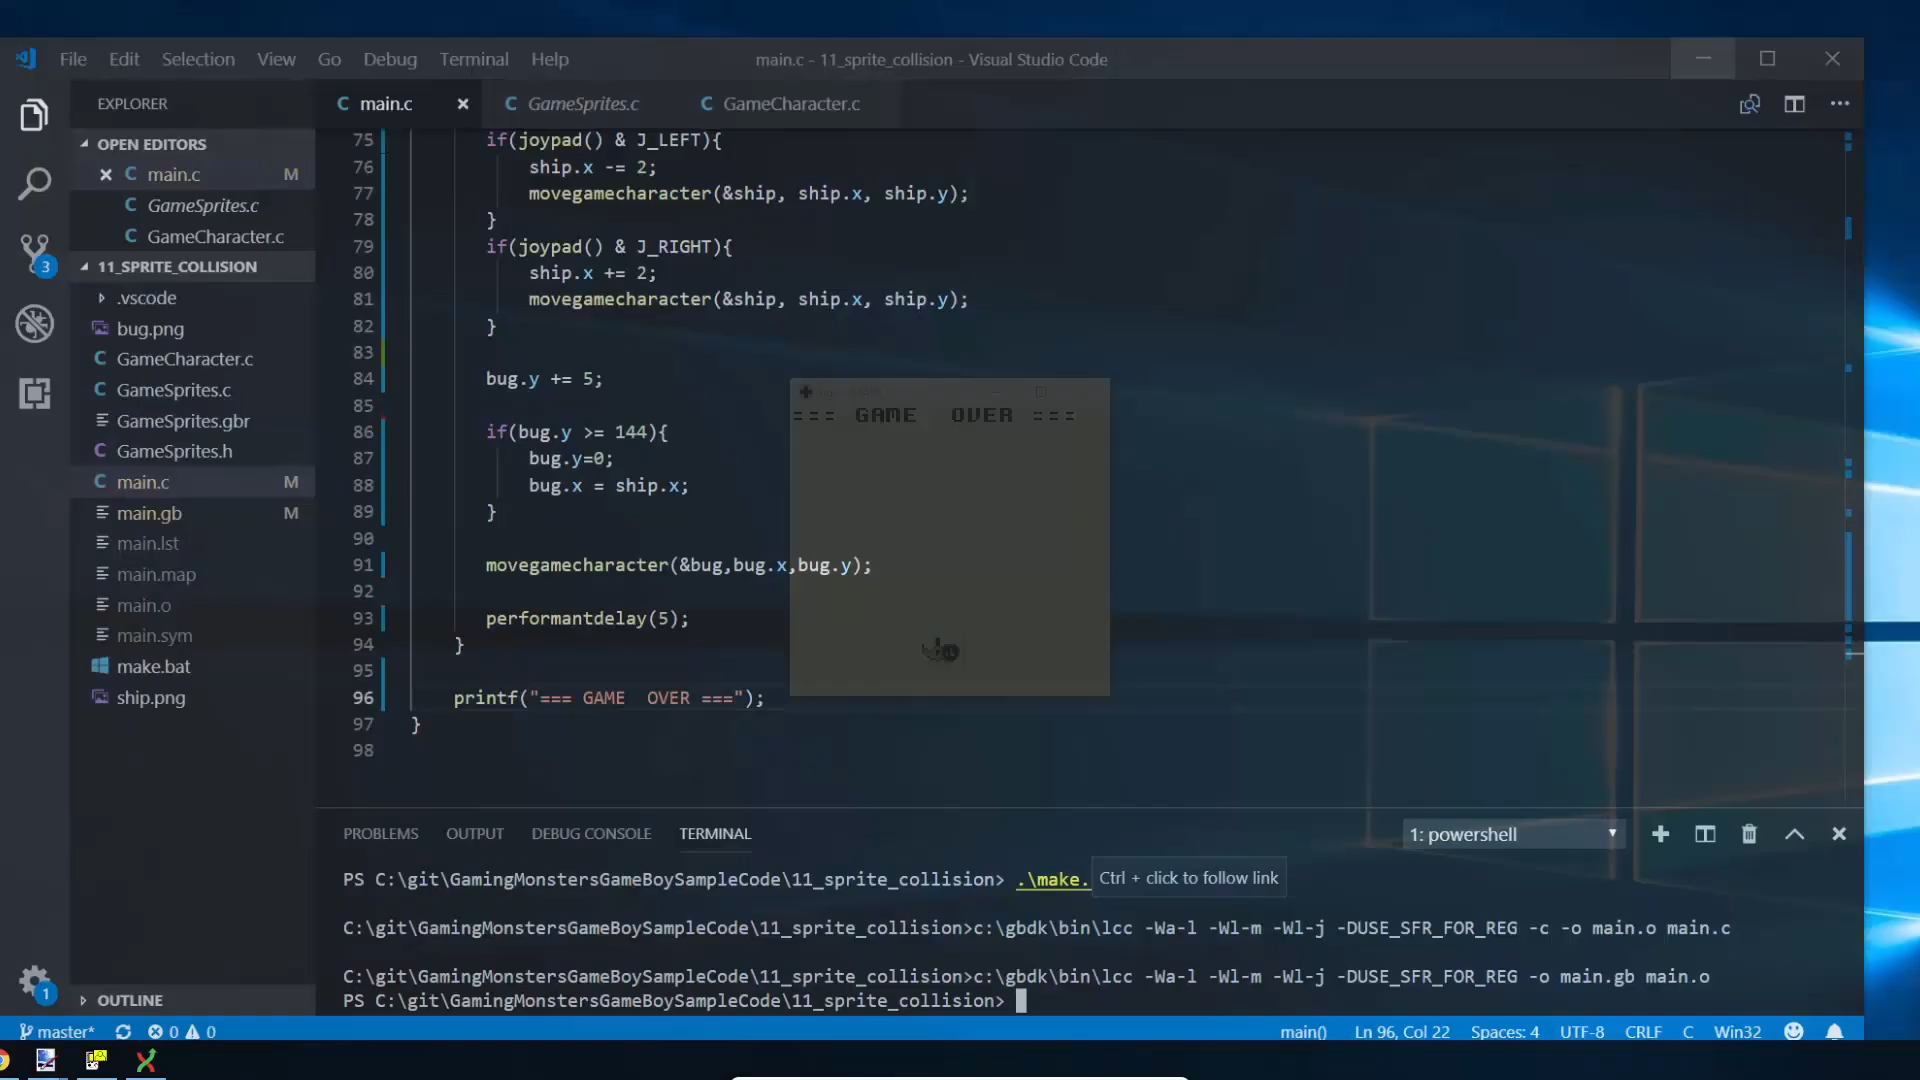 File Edit Selection View Go Debug Terminal Help
main.c - 11_sprite_collision - Visual Studio Code
EXPLORER
OPEN EDITORS
main.c M
GameSprites.c
GameCharacter.c
11_SPRITE_COLLISION
.vscode
bug.png
GameCharacter.c
GameSprites.c
GameSprites.gbr
GameSprites.h
main.c M
main.gb M
main.lst
main.map
main.o
main.sym
make.bat
ship.png
OUTLINE
3
1
main.c GameSprites.c GameCharacter.c
75 if(joypad() & J_LEFT){
76 ship.x -= 2;
77 movegamecharacter(&ship, ship.x, ship.y);
78 }
79 if(joypad() & J_RIGHT){
80 ship.x += 2;
81 movegamecharacter(&ship, ship.x, ship.y);
82 }
83
84 bug.y += 5;
85
86 if(bug.y >= 144){
87 bug.y=0;
88 bug.x = ship.x;
89 }
90
91 movegamecharacter(&bug,bug.x,bug.y);
92
93 performantdelay(5);
94 }
95
96 printf("=== GAME  OVER ===");
97 }
98
=== GAME  OVER ===
PROBLEMS OUTPUT DEBUG CONSOLE TERMINAL
1: powershell
PS C:\git\GamingMonstersGameBoySampleCode\11_sprite_collision> .\make.
Ctrl + click to follow link
C:\git\GamingMonstersGameBoySampleCode\11_sprite_collision>c:\gbdk\bin\lcc -Wa-l -Wl-m -Wl-j -DUSE_SFR_FOR_REG -c -o main.o main.c
C:\git\GamingMonstersGameBoySampleCode\11_sprite_collision>c:\gbdk\bin\lcc -Wa-l -Wl-m -Wl-j -DUSE_SFR_FOR_REG -o main.gb main.o
PS C:\git\GamingMonstersGameBoySampleCode\11_sprite_collision>
master* 0 0 main() Ln 96, Col 22 Spaces: 4 UTF-8 CRLF C Win32